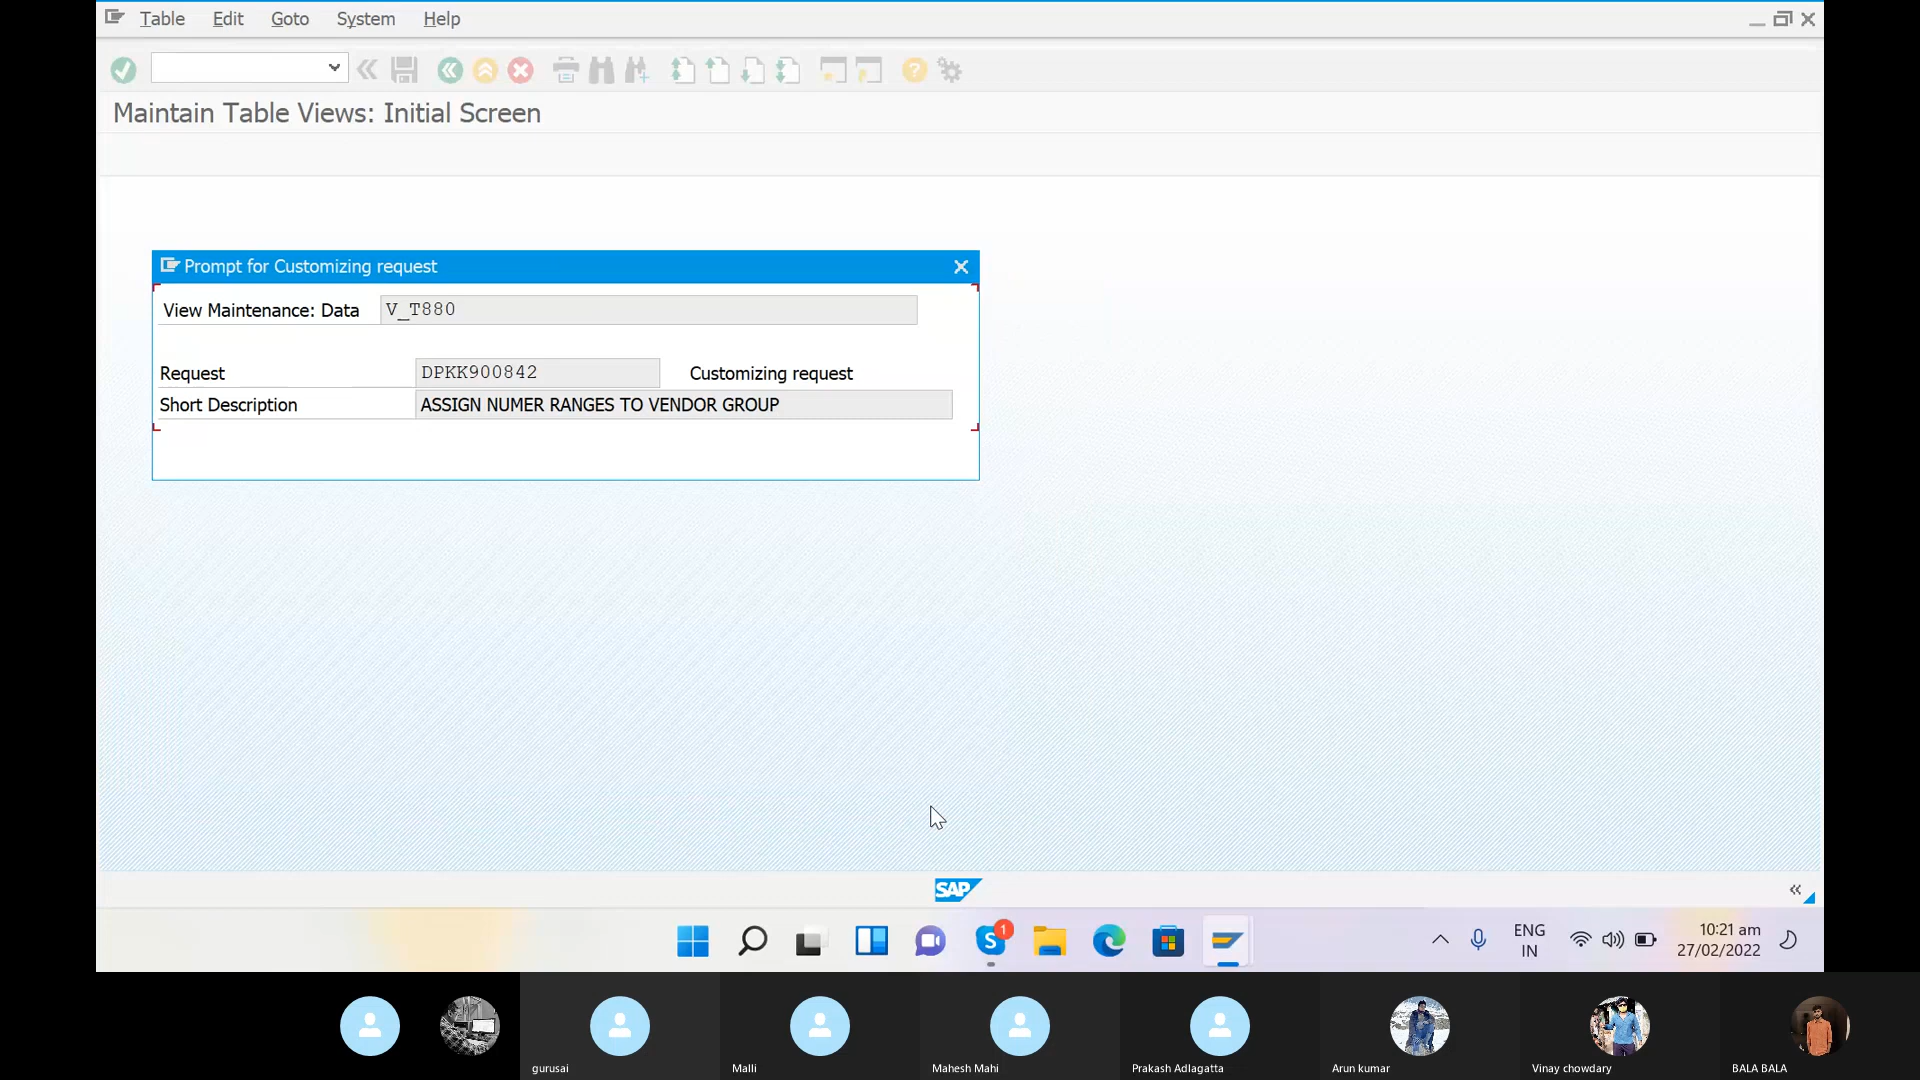 Table Edit Goto System Help
Maintain Table Views: Initial Screen
Prompt for Customizing request
View Maintenance: Data V_T880
Request DPKK900842 Customizing request
Short Description ASSIGN NUMER RANGES TO VENDOR GROUP
SAP
1
S
ENG
IN
10:21 am
27/02/2022
gurusai
Malli
Mahesh Mahi
Prakash Adlagatta
Arun kumar
Vinay chowdary
BALA BALA